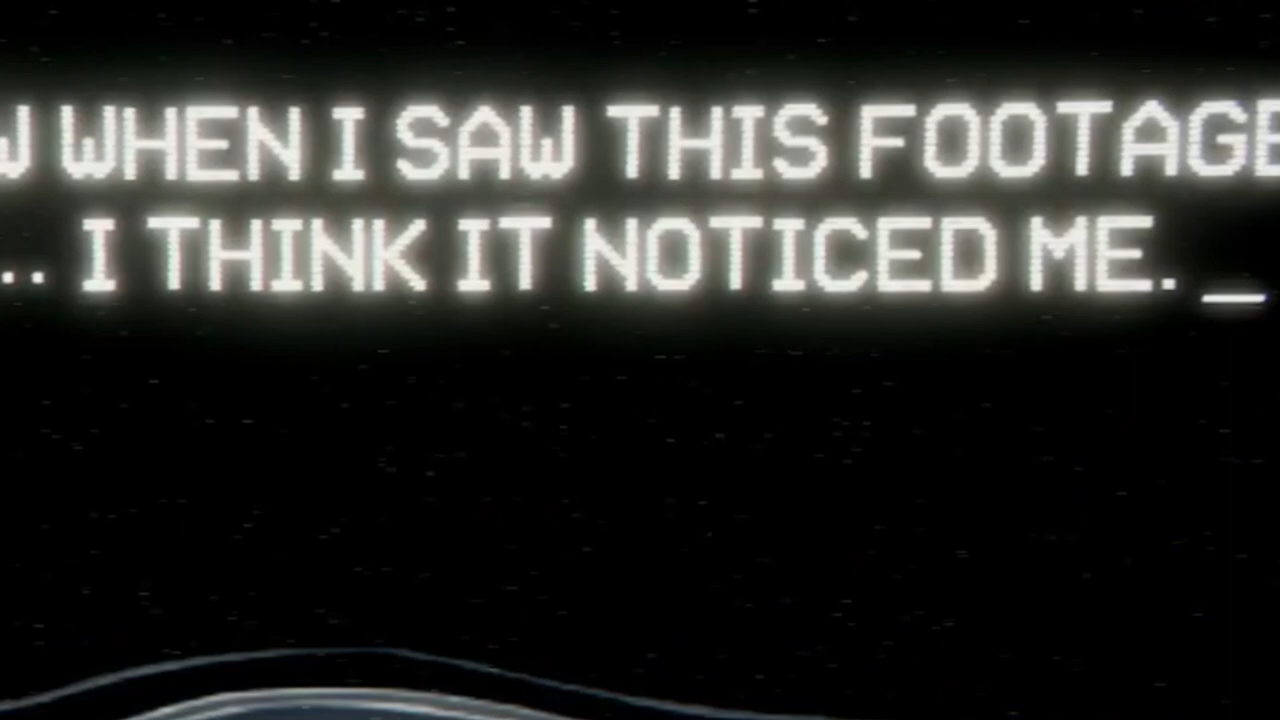 W WHEN I SAW THIS FOOTAGE
.. I THINK IT NOTICED ME. _